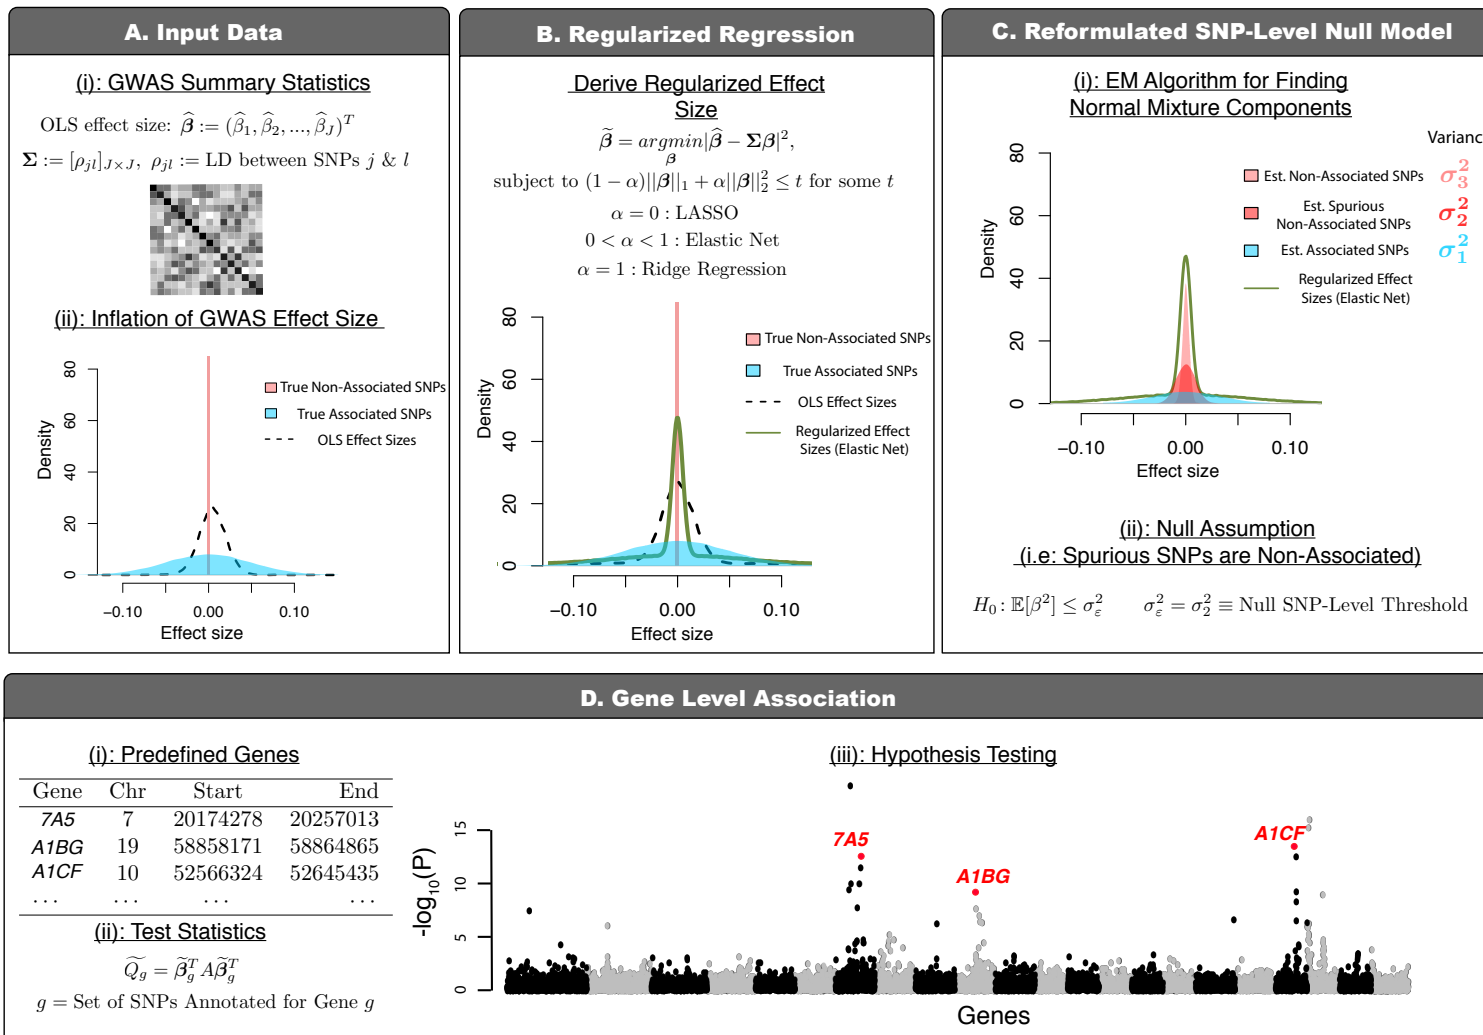 A. Input Data
(i): GWAS Summary Statistics
OLS effect size: β̂ := (β̂₁, β̂₂, ..., β̂_J)^T
Σ := [ρ_jl]_J×J, ρ_jl := LD between SNPs j & l
(ii): Inflation of GWAS Effect Size
80
60
40
20
0
Density
True Non-Associated SNPs
True Associated SNPs
OLS Effect Sizes
−0.10 0.00 0.10
Effect size
B. Regularized Regression
Derive Regularized Effect
Size
β̃ = argmin|β̂ − Σβ|²,
β
subject to (1 − α)||β||₁ + α||β||₂² ≤ t for some t
α = 0 : LASSO
0 < α < 1 : Elastic Net
α = 1 : Ridge Regression
80
60
40
20
0
Density
True Non-Associated SNPs
True Associated SNPs
OLS Effect Sizes
Regularized Effect
Sizes (Elastic Net)
−0.10 0.00 0.10
Effect size
C. Reformulated SNP-Level Null Model
(i): EM Algorithm for Finding
Normal Mixture Components
Varianc
80
60
40
20
0
Density
Est. Non-Associated SNPs σ₃²
Est. Spurious
Non-Associated SNPs σ₂²
Est. Associated SNPs σ₁²
Regularized Effect
Sizes (Elastic Net)
−0.10 0.00 0.10
Effect size
(ii): Null Assumption
(i.e: Spurious SNPs are Non-Associated)
H₀ : 𝔼[β²] ≤ σ_ε² σ_ε² = σ₂² ≡ Null SNP-Level Threshold
D. Gene Level Association
(i): Predefined Genes
Gene Chr Start End
7A5 7 20174278 20257013
A1BG 19 58858171 58864865
A1CF 10 52566324 52645435
... ... ... ...
(ii): Test Statistics
Q̃_g = β̃_g^T Aβ̃_g^T
g = Set of SNPs Annotated for Gene g
(iii): Hypothesis Testing
15
10
5
0
-log₁₀(P)
7A5
A1BG
A1CF
Genes